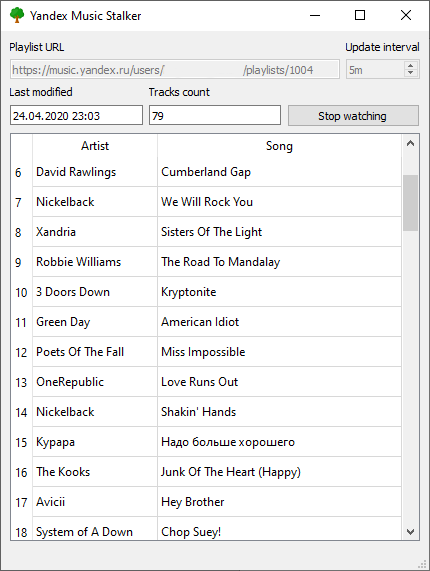 Yandex Music Stalker
Playlist URL Update interval
https://music.yandex.ru/users/ /playlists/1004 5m
Last modified Tracks count
24.04.2020 23:03 79 Stop watching
Artist Song
6 David Rawlings Cumberland Gap
7 Nickelback We Will Rock You
8 Xandria Sisters Of The Light
9 Robbie Williams The Road To Mandalay
10 3 Doors Down Kryptonite
11 Green Day American Idiot
12 Poets Of The Fall Miss Impossible
13 OneRepublic Love Runs Out
14 Nickelback Shakin' Hands
15 Курара Надо больше хорошего
16 The Kooks Junk Of The Heart (Happy)
17 Avicii Hey Brother
18 System of A Down Chop Suey!